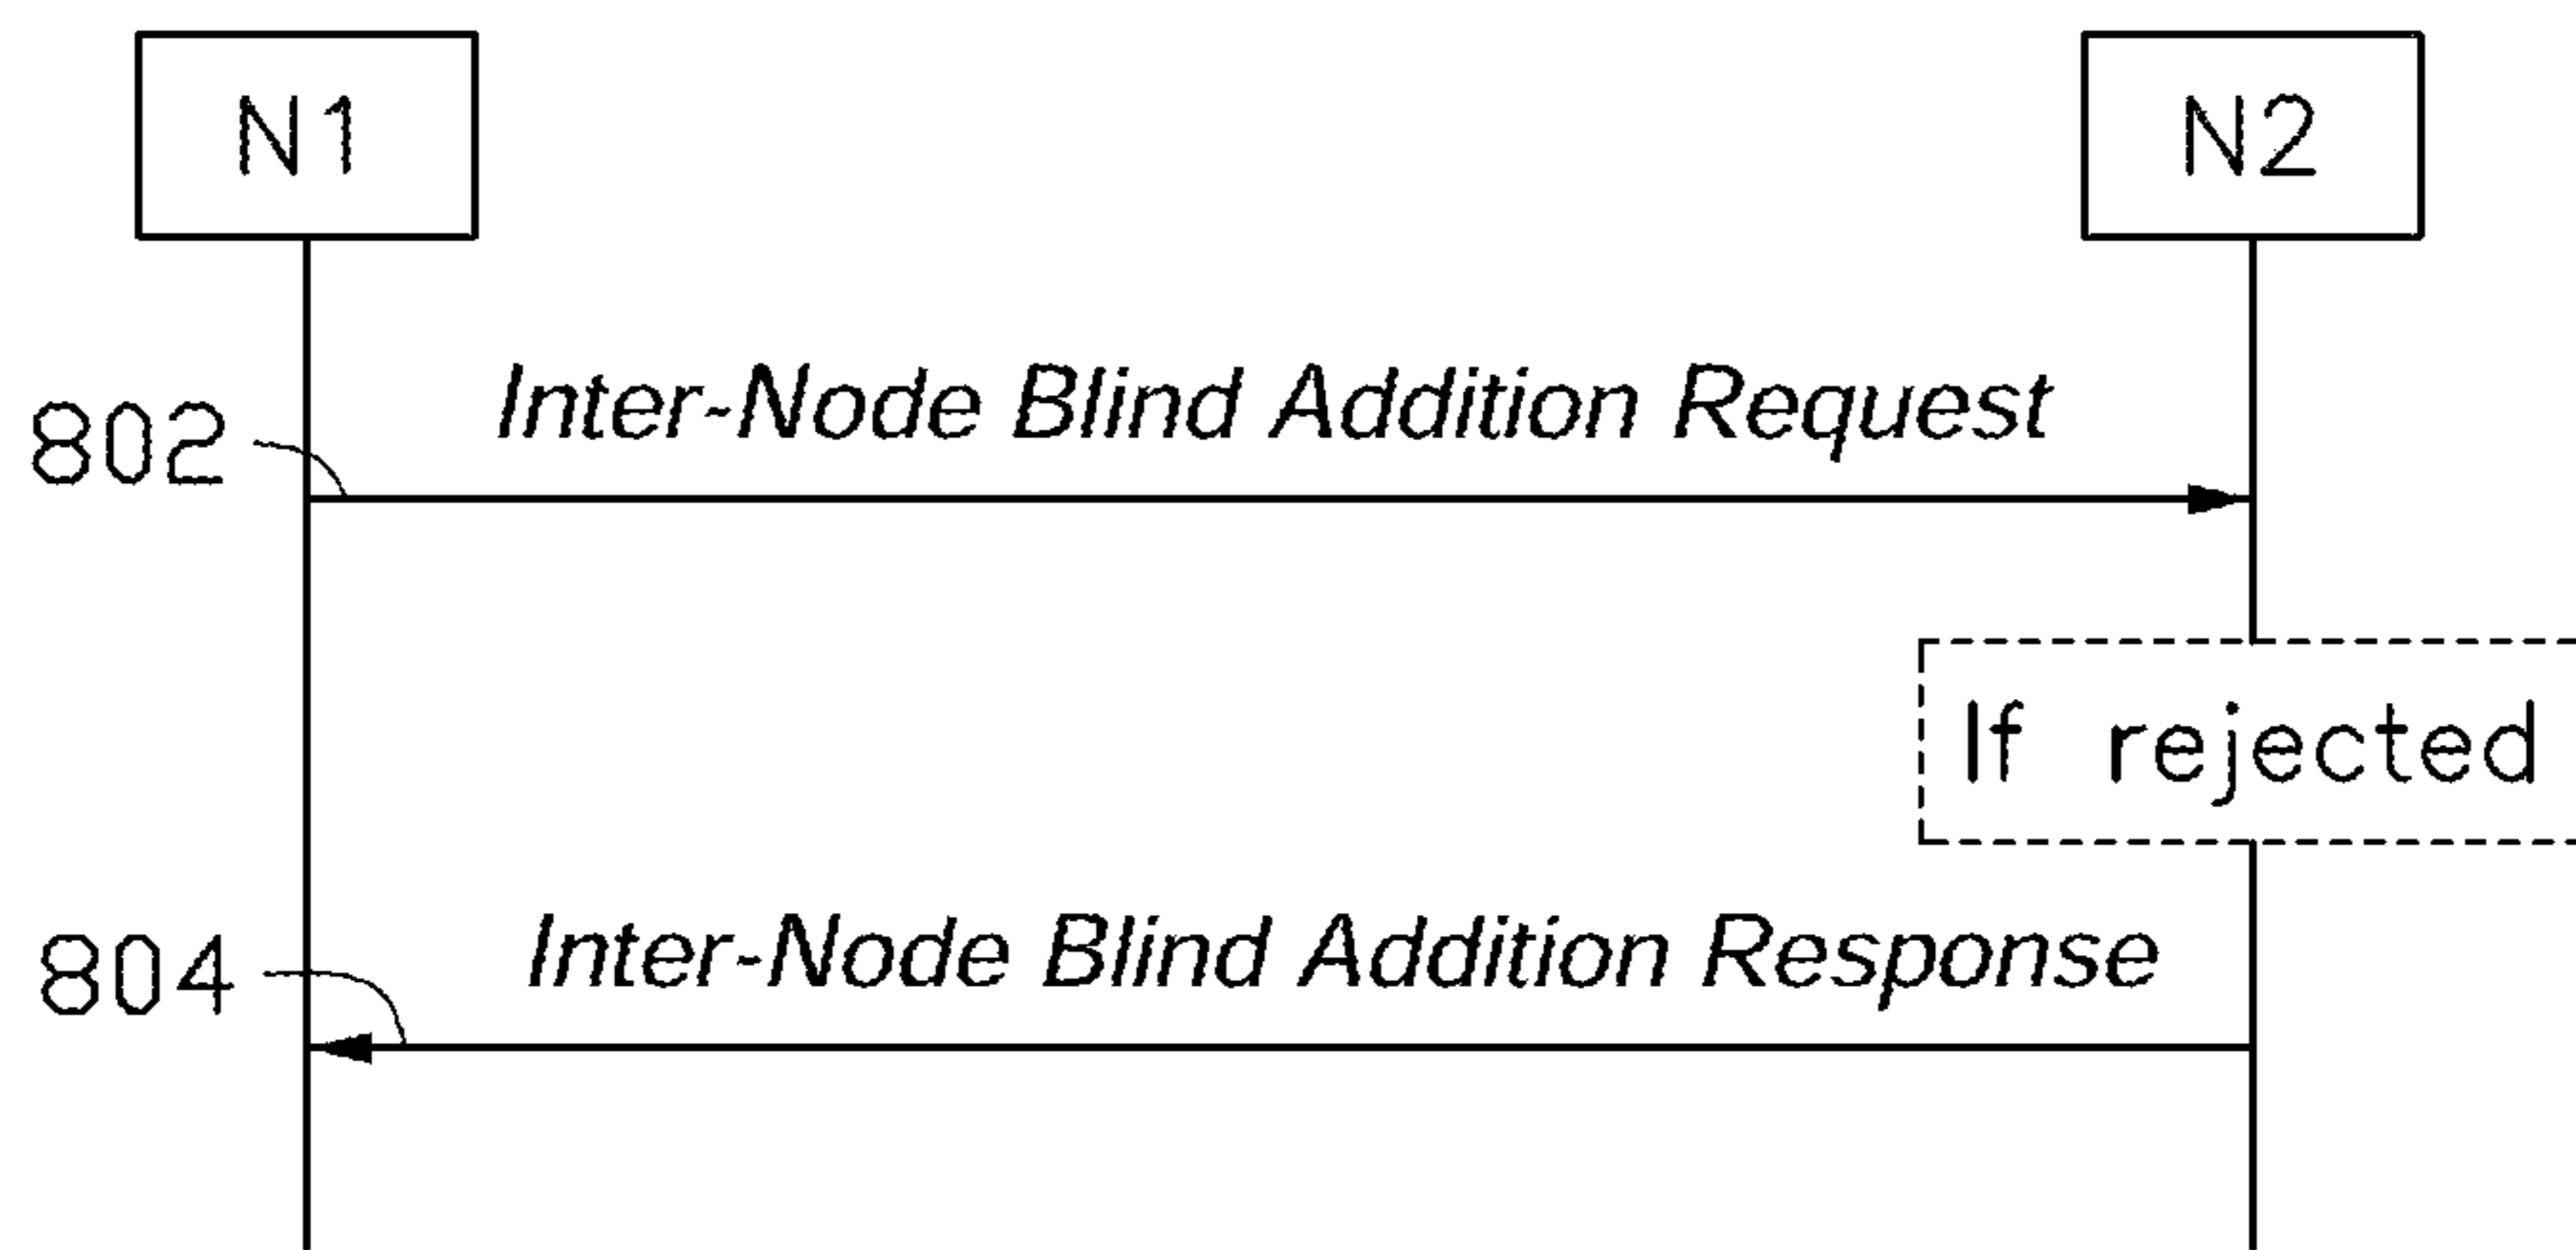 N1
N2
802
Inter-Node Blind Addition Request
If rejected
804
Inter-Node Blind Addition Response